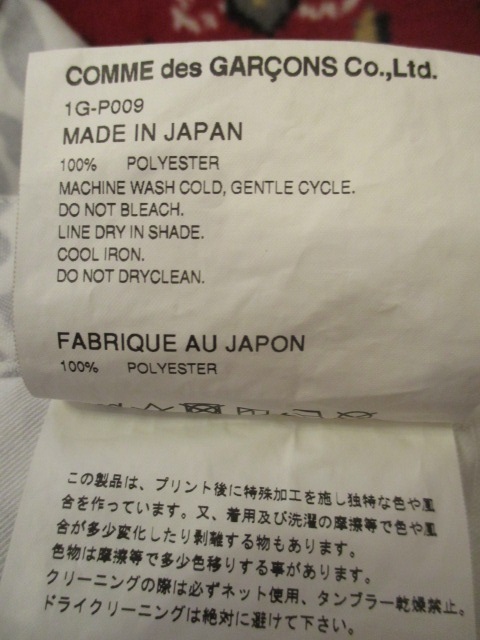 COMME des GARÇONS Co.,Ltd.
1G-P009
MADE IN JAPAN
100% POLYESTER
MACHINE WASH COLD, GENTLE CYCLE.
DO NOT BLEACH.
LINE DRY IN SHADE.
COOL IRON.
DO NOT DRYCLEAN.
FABRIQUE AU JAPON
100% POLYESTER
この製品は、プリント後に特殊加工を施し独特な色や風
合を作っています。又、着用及び洗濯の摩擦等で色や風
合が多少変化したり剥離する物もあります。
色物は摩擦等で多少色移りする事があります。
クリーニングの際は必ずネット使用、タンブラー乾燥禁止。
ドライクリーニングは絶対に避けて下さい。